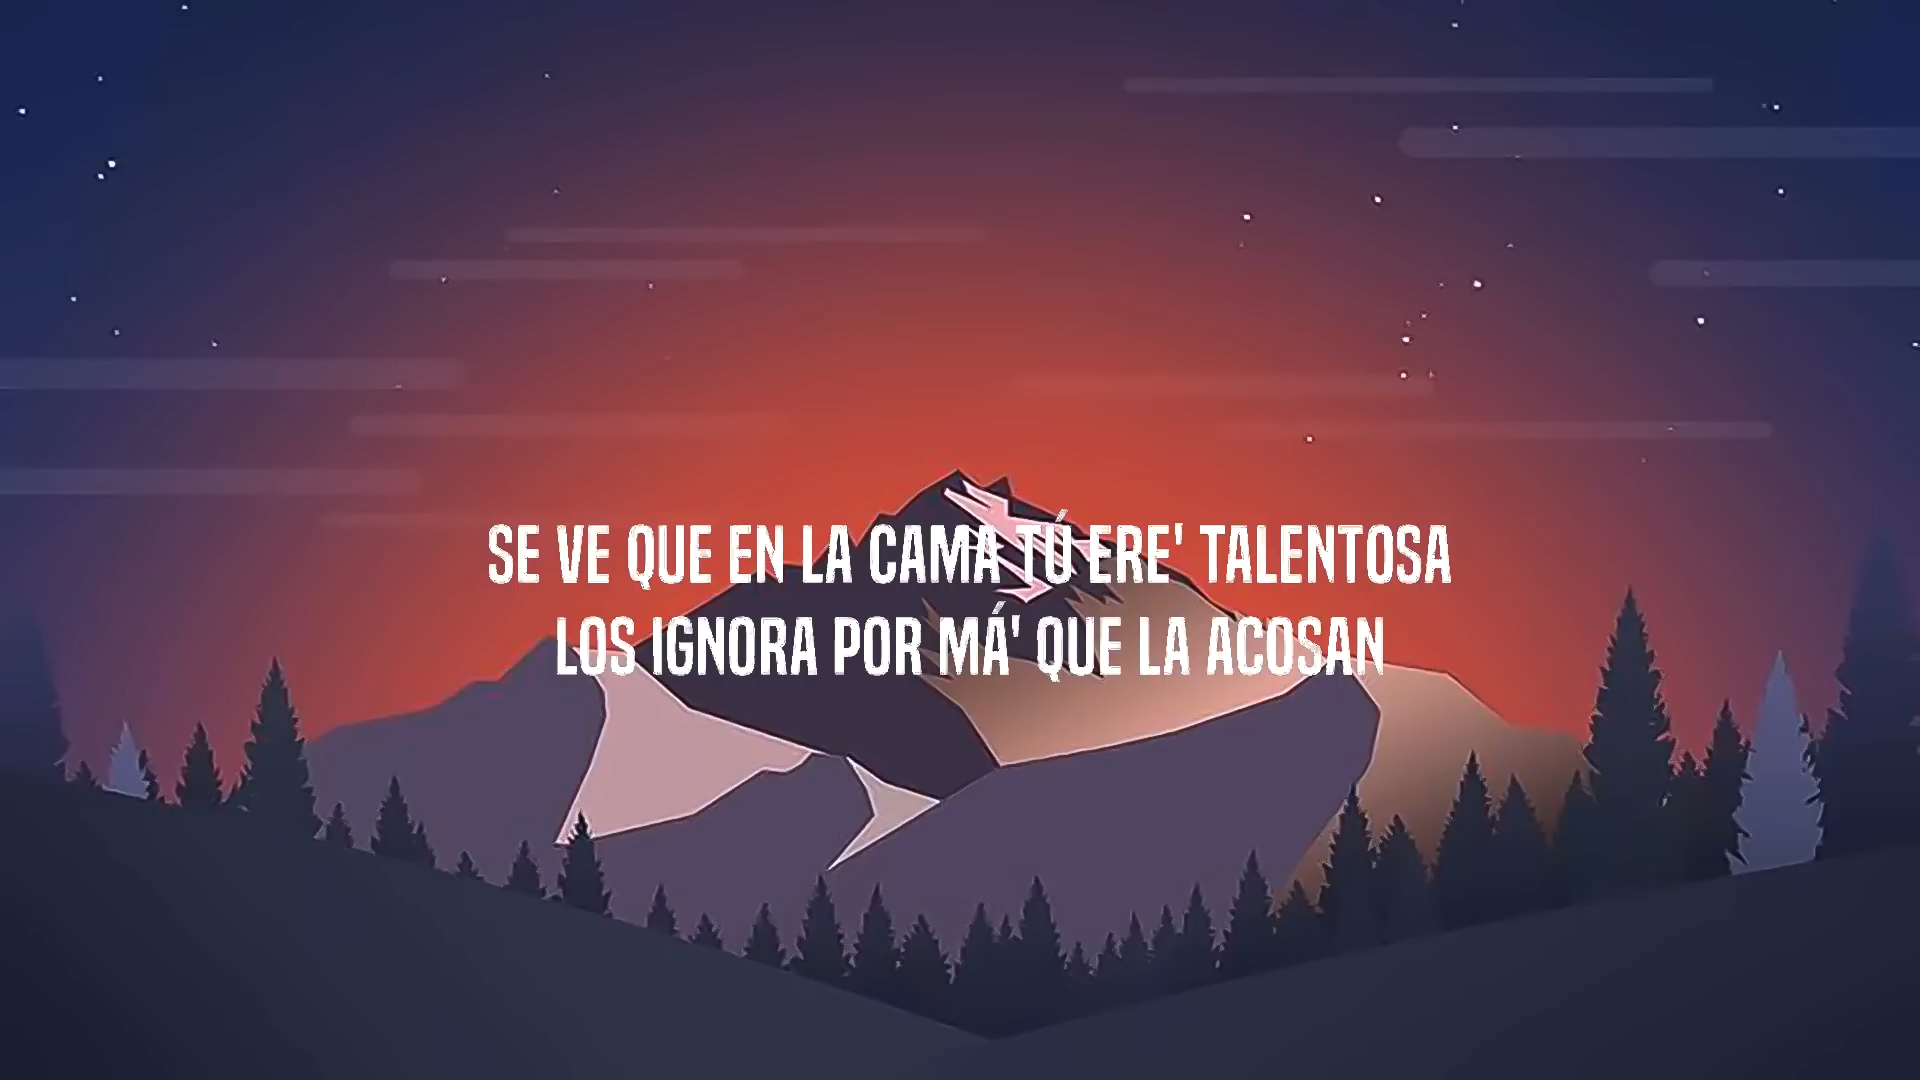 SE VE QUE EN LA CAMA TÚ ERE' TALENTOSA
LOS IGNORA POR MÁ' QUE LA ACOSAN